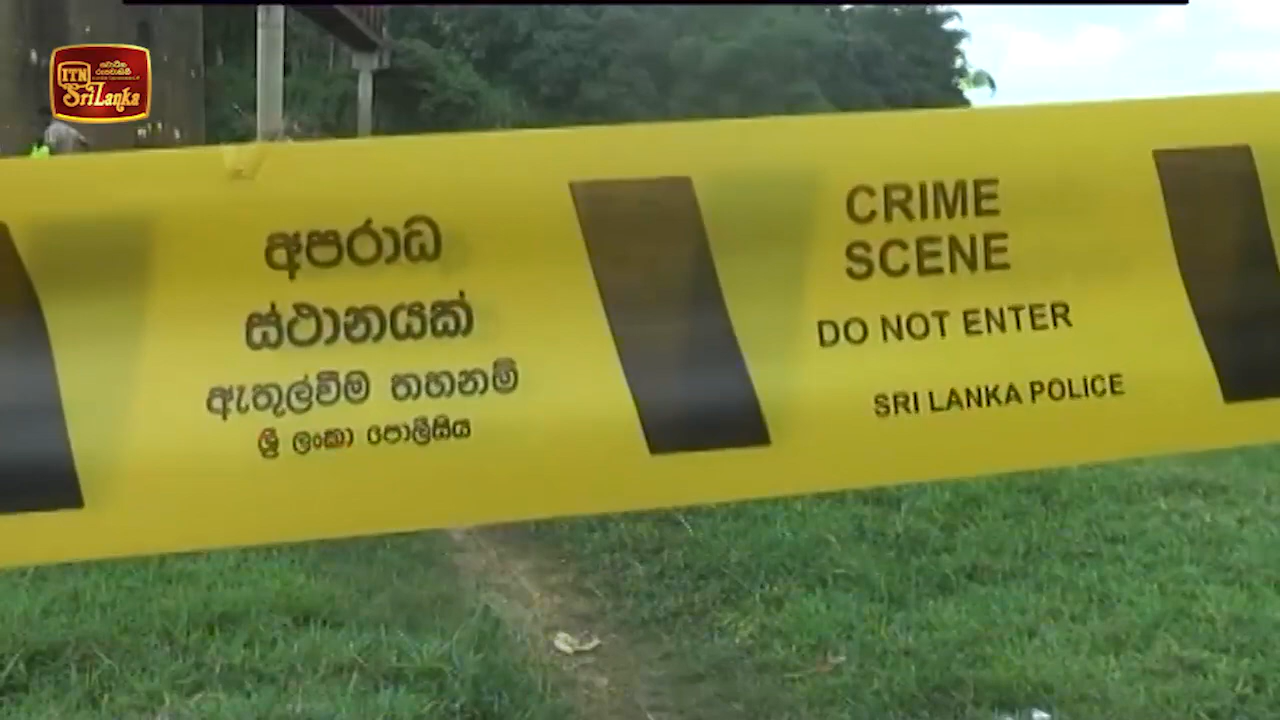 ITN
Sri Lanka
අපරාධ
ස්ථානයක්
ඇතුල්වීම තහනම්
ශ්‍රී ලංකා පොලීසිය
CRIME
SCENE
DO NOT ENTER
SRI LANKA POLICE